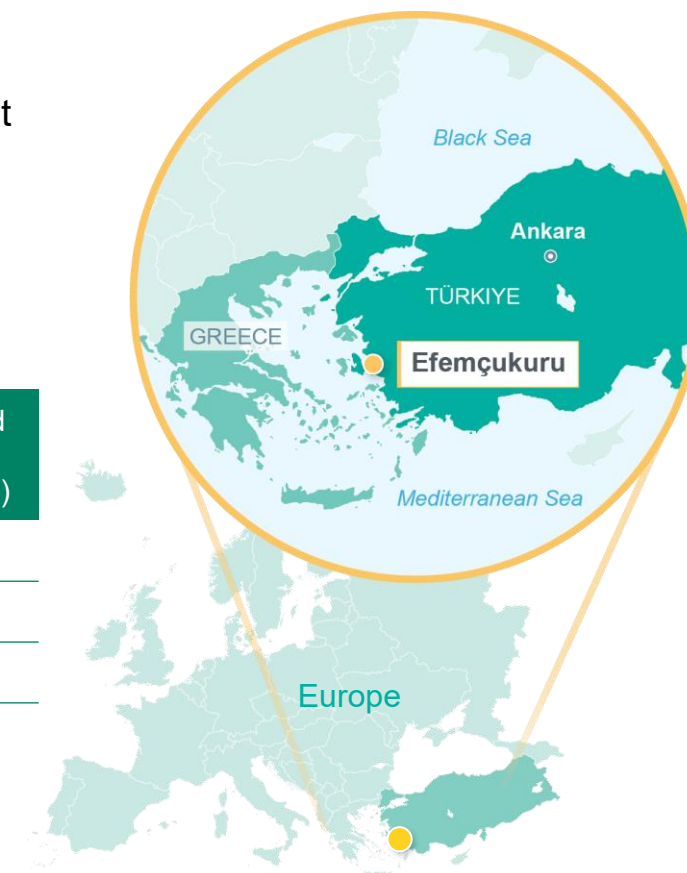 t
Black Sea
Ankara
TÜRKIYE
GREECE
Efemçukuru
d
)
Mediterranean Sea
Europe